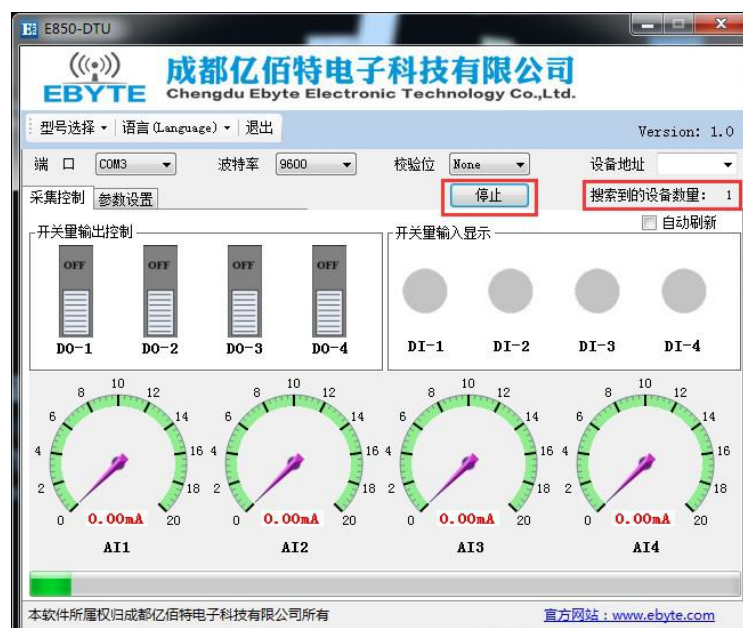 E850-DTU
EBYTE 成都亿佰特电子科技有限公司
Chengdu Ebyte Electronic Technology Co.,Ltd.
型号选择 语言(Language) 退出 Version: 1.0
端 口 COM3 波特率 9600 校验位 None 设备地址
采集控制 参数设置 停止 搜索到的设备数量: 1
自动刷新
开关量输出控制 开关量输入显示
OFF OFF OFF OFF
DO-1 DO-2 DO-3 DO-4 DI-1 DI-2 DI-3 DI-4
0 2 4 6 8 10 12 14 16 18 20
0.00mA
AI1
0 2 4 6 8 10 12 14 16 18 20
0.00mA
AI2
0 2 4 6 8 10 12 14 16 18 20
0.00mA
AI3
0 2 4 6 8 10 12 14 16 18 20
0.00mA
AI4
本软件所属权归成都亿佰特电子科技有限公司所有 官方网站：www.ebyte.com